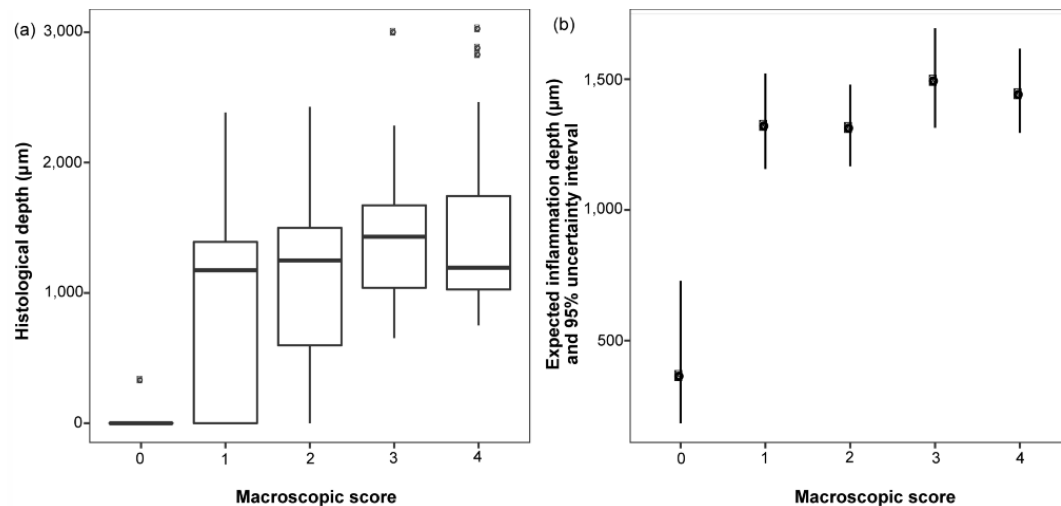 (a)
Histological depth (μm)
3,000
2,000
1,000
0
0 1 2 3 4
Macroscopic score
(b)
Expected inflammation depth (μm)
and 95% uncertainty interval
1,500
1,000
500
0 1 2 3 4
Macroscopic score